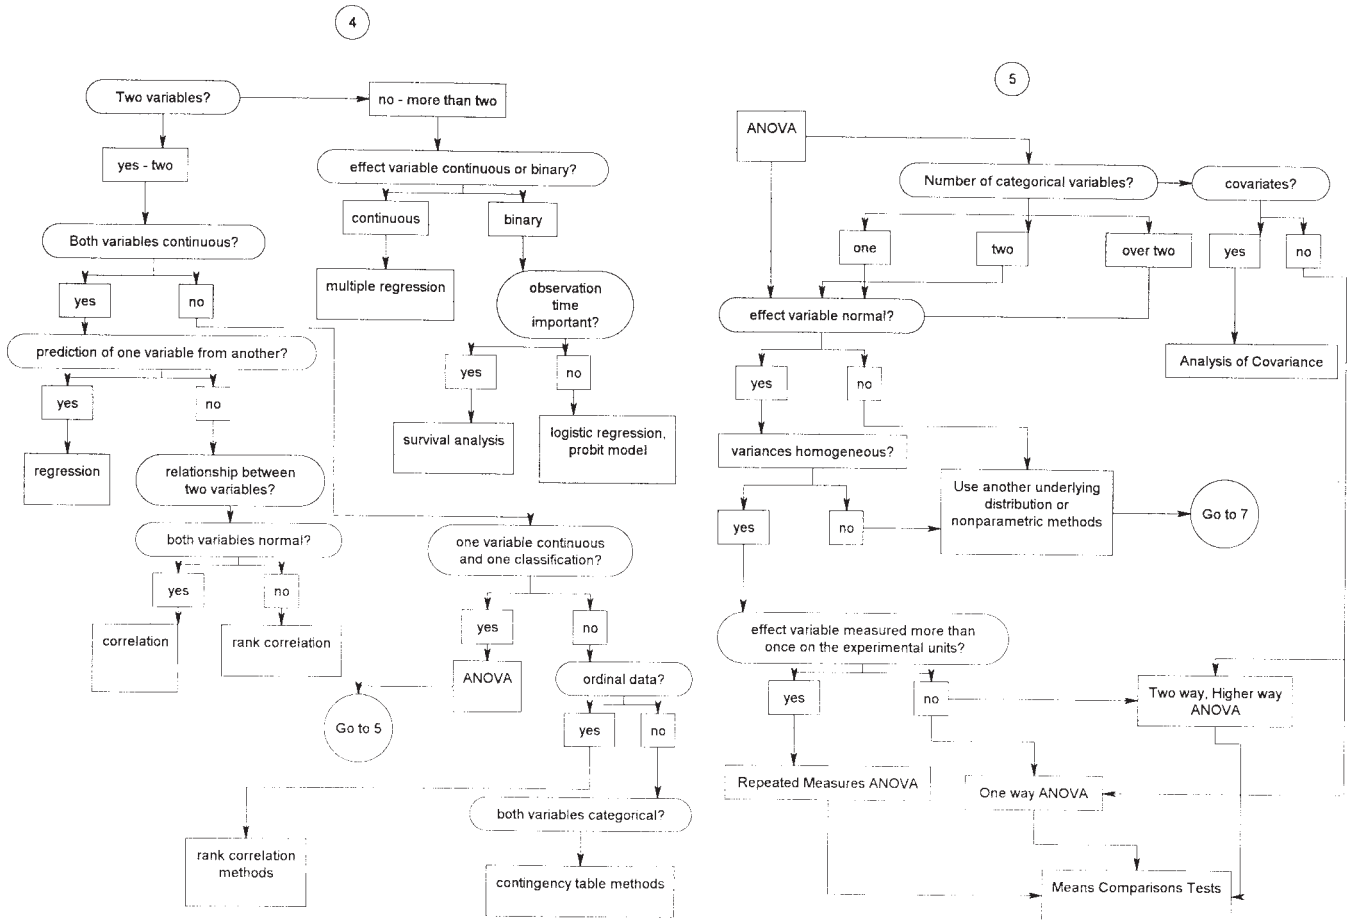 4
Two variables?
no - more than two
yes - two
effect variable continuous or binary?
continuous
binary
Both variables continuous?
yes
no
multiple regression
observation
time
important?
prediction of one variable from another?
yes
no
yes
no
regression
relationship between
two variables?
survival analysis
logistic regression,
probit model
both variables normal?
yes
no
correlation
rank correlation
one variable continuous
and one classification?
yes
no
ANOVA
ordinal data?
Go to 5
yes
no
both variables categorical?
rank correlation
methods
contingency table methods
5
ANOVA
Number of categorical variables?
covariates?
one
two
over two
yes
no
effect variable normal?
Analysis of Covariance
yes
no
variances homogeneous?
yes
no
Use another underlying
distribution or
nonparametric methods
Go to 7
effect variable measured more than
once on the experimental units?
yes
no
Two way, Higher way
ANOVA
Repeated Measures ANOVA
One way ANOVA
Means Comparisons Tests